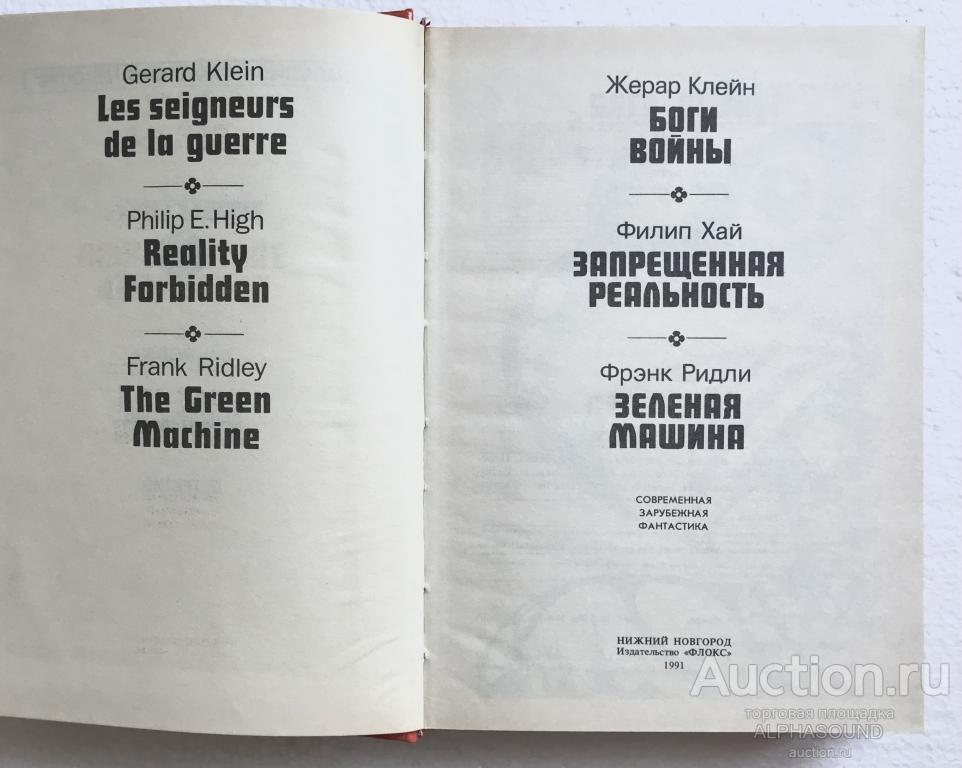 Gerard Klein
Les seigneurs
de la guerre
Philip E. High
Reality
Forbidden
Frank Ridley
The Green
Machine
Жерар Клейн
БОГИ
ВОЙНЫ
Филип Хай
ЗАПРЕЩЕННАЯ
РЕАЛЬНОСТЬ
Фрэнк Ридли
ЗЕЛЕНАЯ
МАШИНА
СОВРЕМЕННАЯ
ЗАРУБЕЖНАЯ
ФАНТАСТИКА
НИЖНИЙ НОВГОРОД
Издательство «ФЛОКС»
1991
Auction.ru
торговая площадка
ALPHASOUND
auction.ru